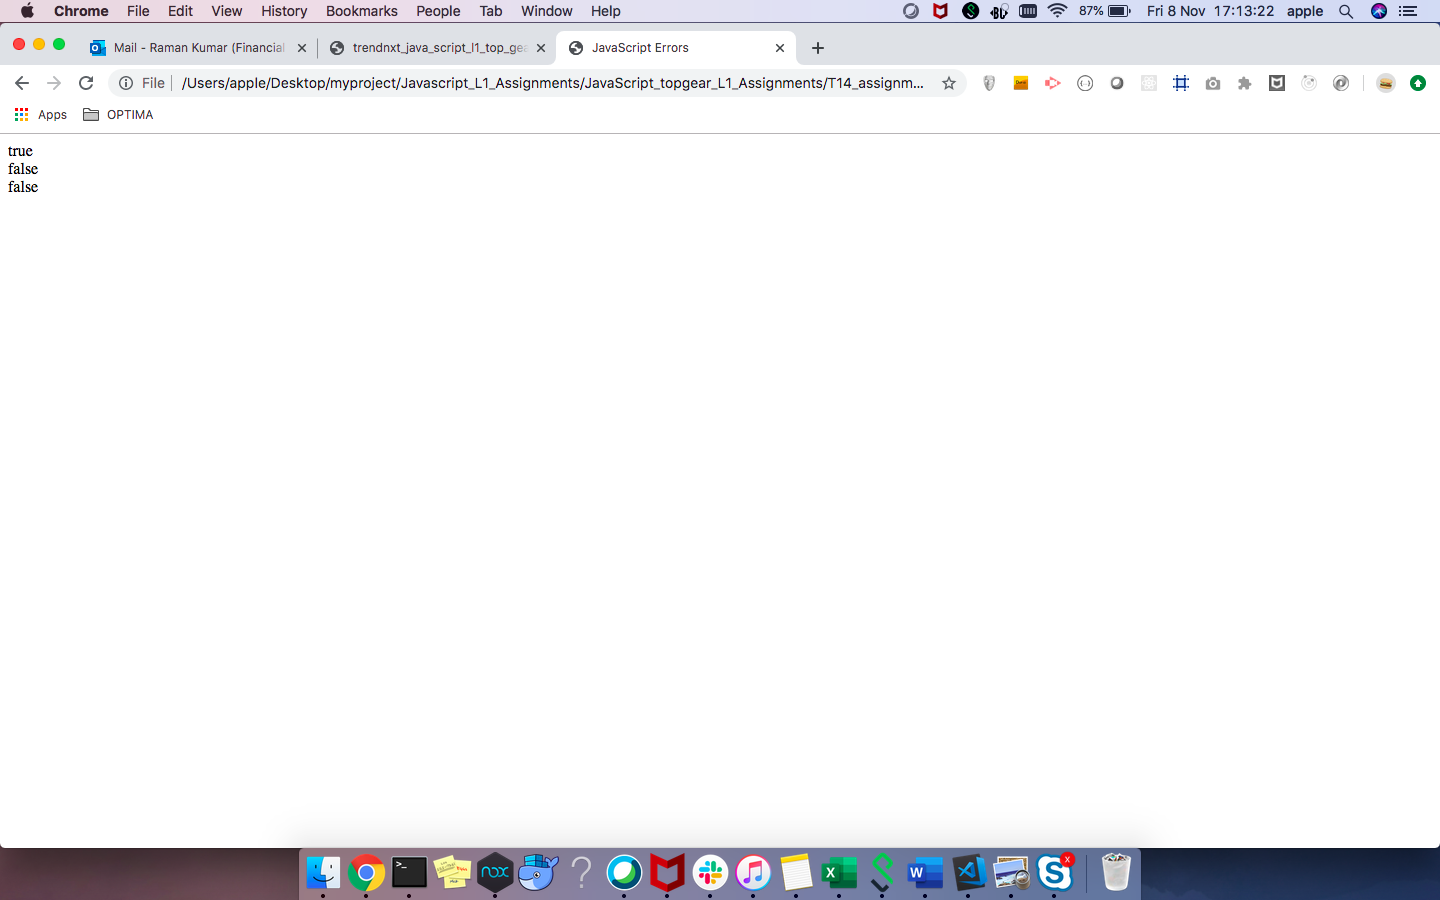 Chrome File Edit View History Bookmarks People Tab Window Help 87% Fri 8 Nov 17:13:22 apple
Mail - Raman Kumar (Financial trendnxt_java_script_l1_top_gea JavaScript Errors
File /Users/apple/Desktop/myproject/Javascript_L1_Assignments/JavaScript_topgear_L1_Assignments/T14_assignm...
Apps OPTIMA
true
false
false